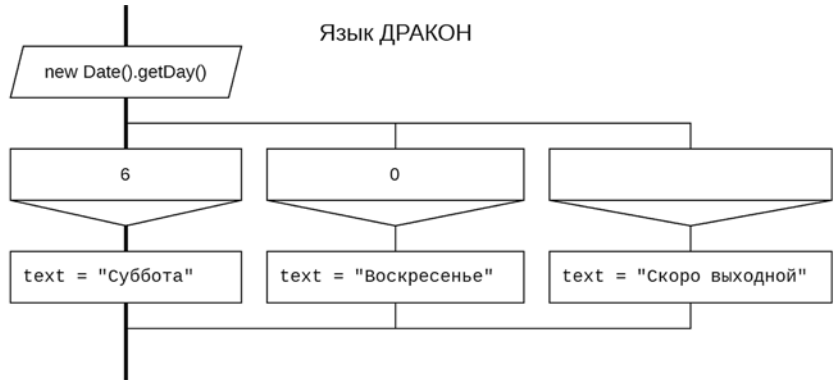 Язык ДРАКОН
new Date().getDay()
6
0
text = "Суббота"
text = "Воскресенье"
text = "Скоро выходной"